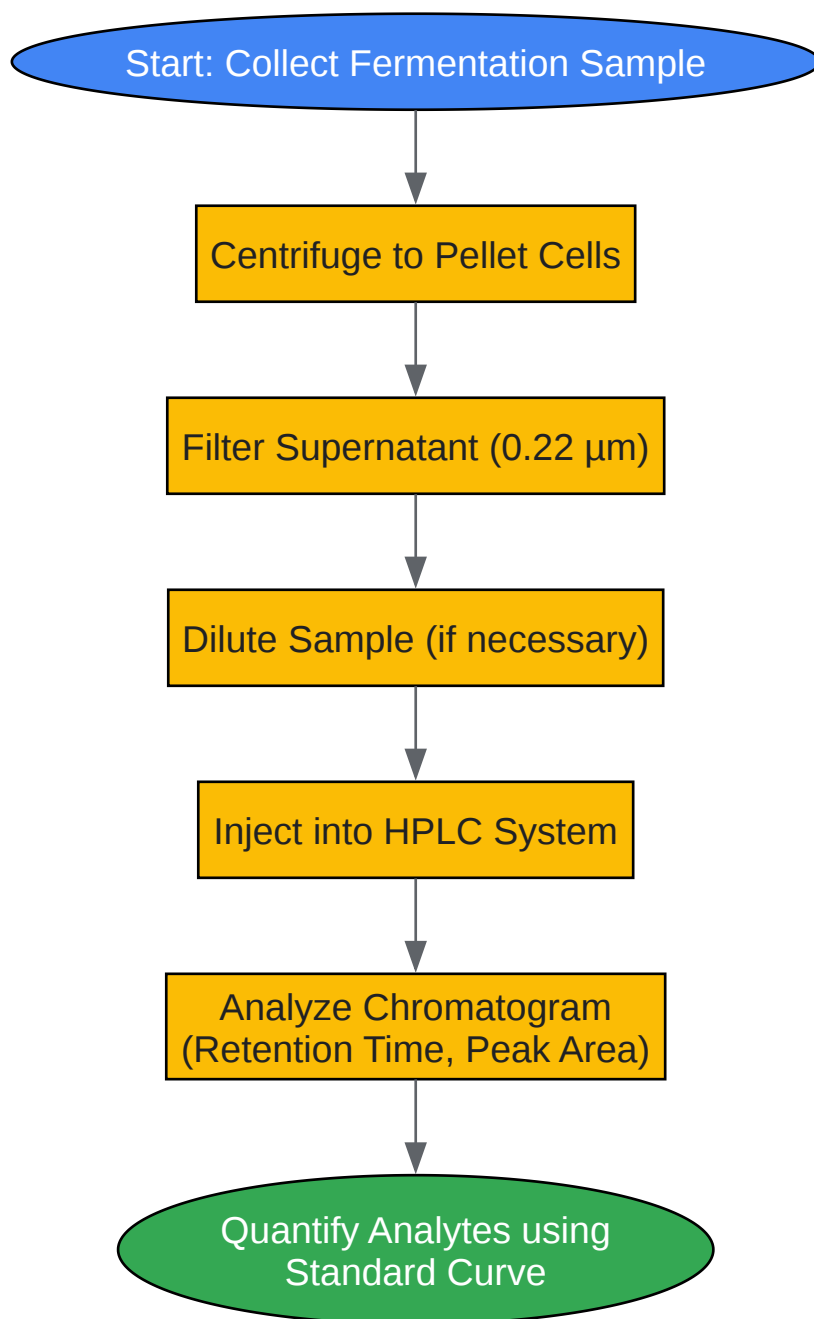 Start: Collect Fermentation Sample
Centrifuge to Pellet Cells
Filter Supernatant (0.22 µm)
Dilute Sample (if necessary)
Inject into HPLC System
Analyze Chromatogram
(Retention Time, Peak Area)
Quantify Analytes using
Standard Curve